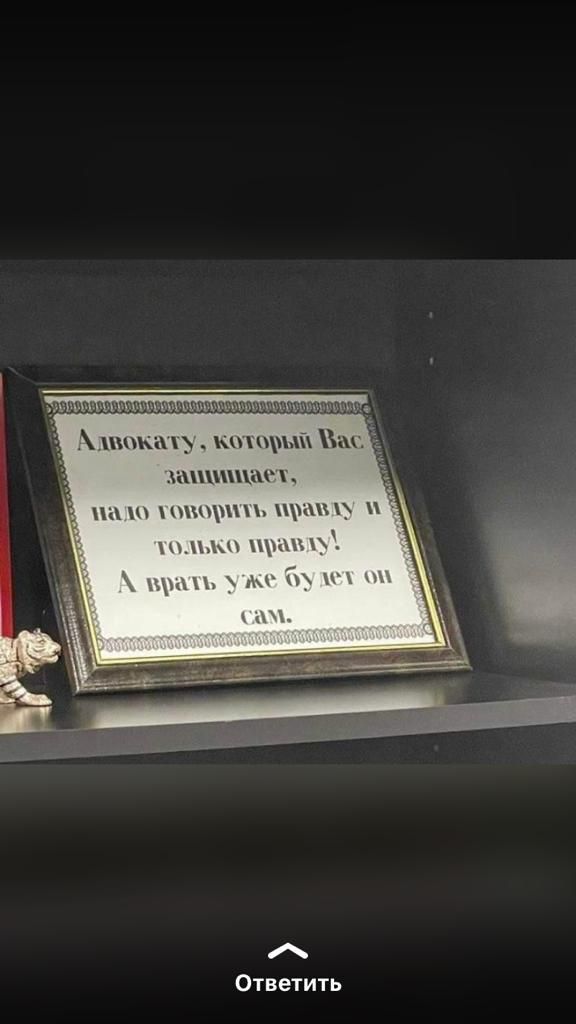 Адвокату, который Вас
защищает,
надо говорить правду и
только правду!
А врать уже будет он
сам.
Ответить